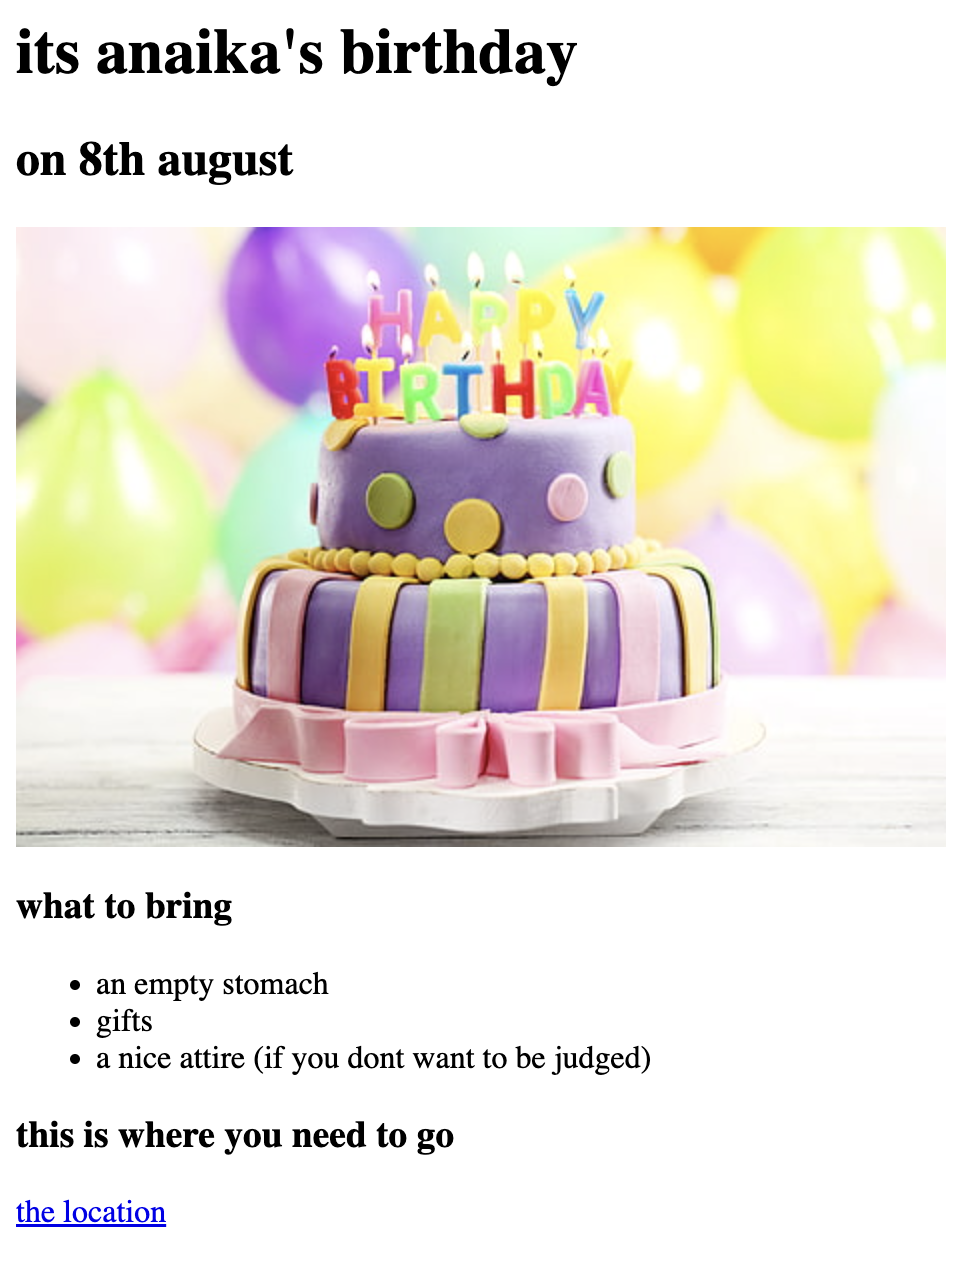 its anaika's birthday
on 8th august
HAPPY
BIRTHDAY
what to bring
an empty stomach
gifts
a nice attire (if you dont want to be judged)
this is where you need to go
the location